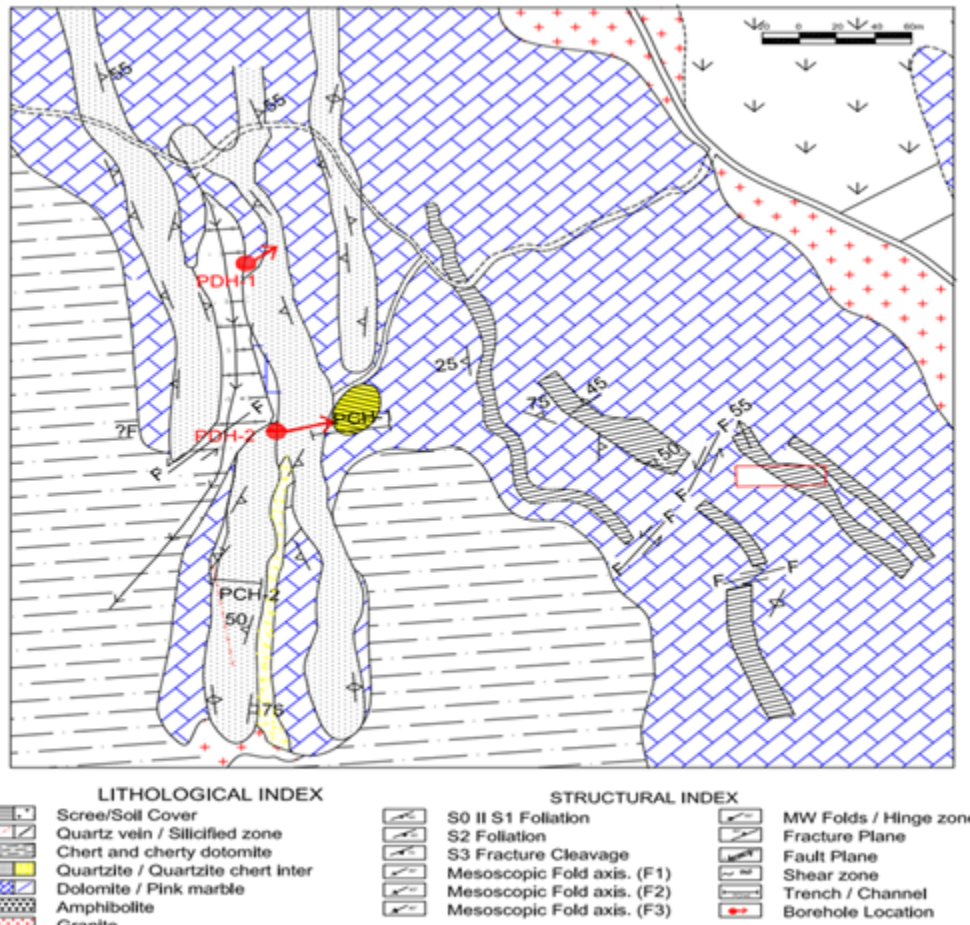 20 0 20 40 60m
55
55
PDH-1
25
45
75
F 55
PCH-1
?F
F
PDH-2
50
F
F
F
F
F
F
PCH-2
50
76
LITHOLOGICAL INDEX
Scree/Soil Cover
Quartz vein / Silicified zone
Chert and cherty dotomite
Quartzite / Quartzite chert inter
Dolomite / Pink marble
Amphibolite
Granite
STRUCTURAL INDEX
S0 II S1 Foliation
S2 Foliation
S3 Fracture Cleavage
Mesoscopic Fold axis. (F1)
Mesoscopic Fold axis. (F2)
Mesoscopic Fold axis. (F3)
MW Folds / Hinge zone
Fracture Plane
Fault Plane
Shear zone
Trench / Channel
Borehole Location